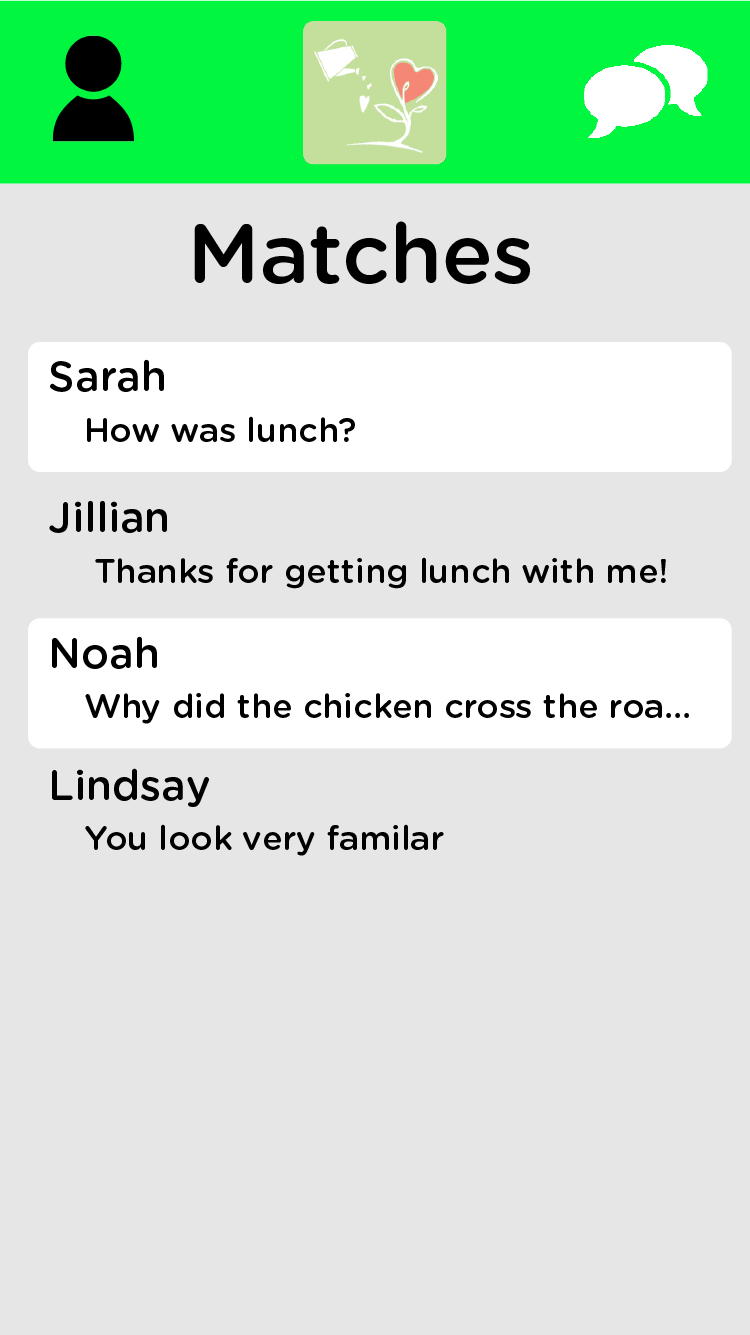 Matches
Sarah
How was lunch?
Jillian
Thanks for getting lunch with me!
Noah
Why did the chicken cross the roa...
Lindsay
You look very familar